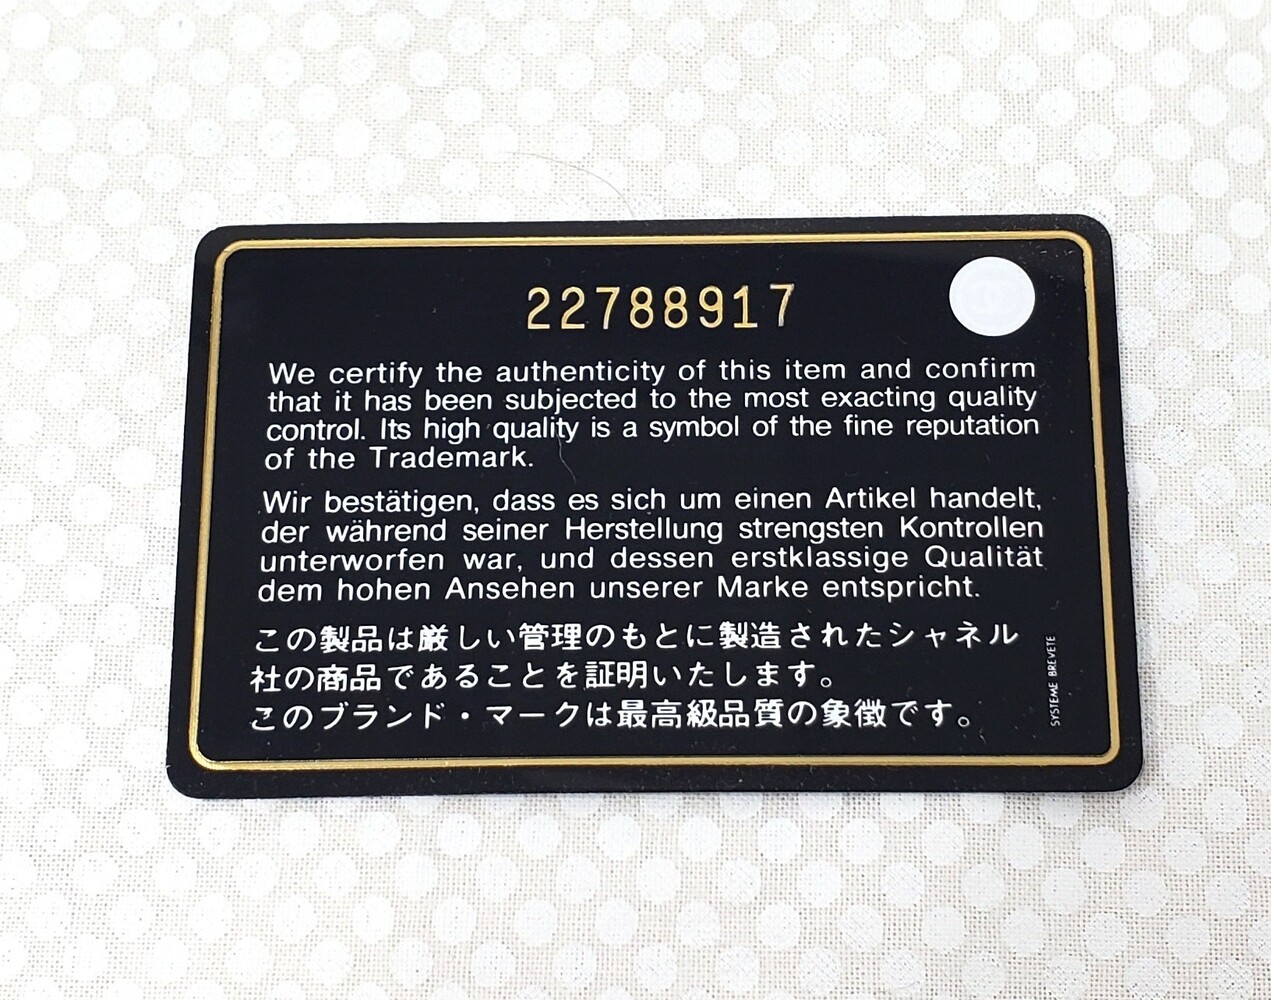 22788917
We certify the authenticity of this item and confirm
that it has been subjected to the most exacting quality
control. Its high quality is a symbol of the fine reputation
of the Trademark.
Wir bestätigen, dass es sich um einen Artikel handelt,
der während seiner Herstellung strengsten Kontrollen
unterworfen war, und dessen erstklassige Qualität
dem hohen Ansehen unserer Marke entspricht.
この製品は厳しい管理のもとに製造されたシャネル
社の商品であることを証明いたします。
このブランド・マークは最高級品質の象徴です。
SYSTEME BREVETE